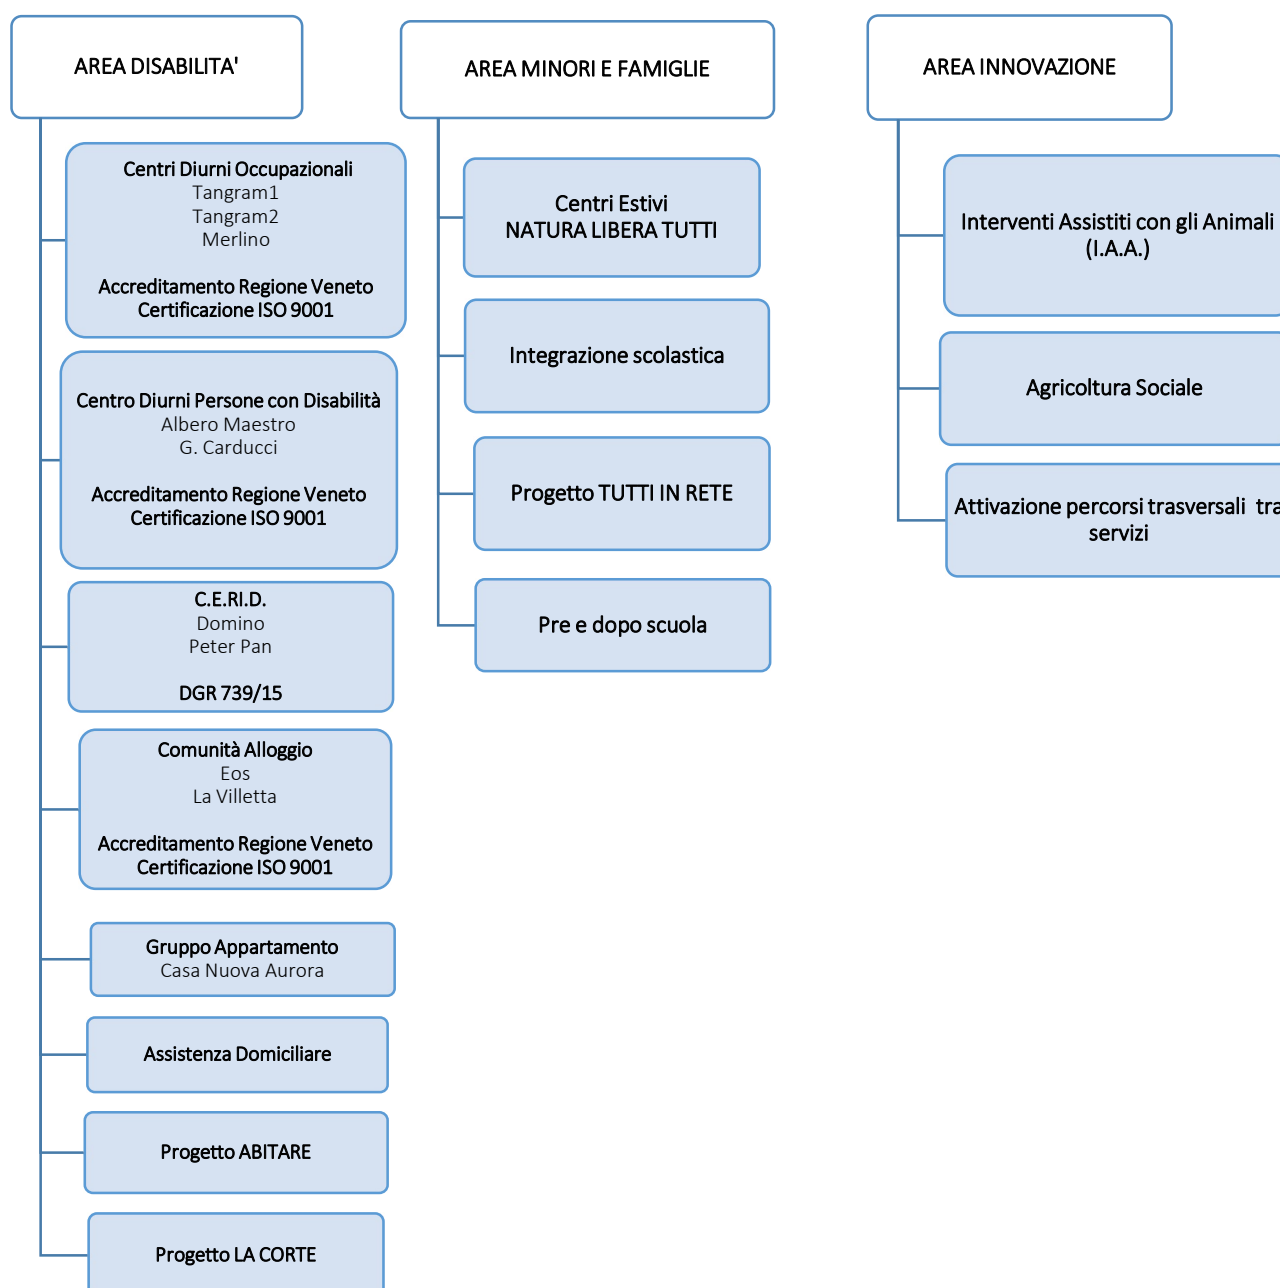 AREA DISABILITA'
Centri Diurni Occupazionali
Tangram1
Tangram2
Merlino
Accreditamento Regione Veneto
Certificazione ISO 9001
Centro Diurni Persone con Disabilità
Albero Maestro
G. Carducci
Accreditamento Regione Veneto
Certificazione ISO 9001
C.E.RI.D.
Domino
Peter Pan
DGR 739/15
Comunità Alloggio
Eos
La Villetta
Accreditamento Regione Veneto
Certificazione ISO 9001
Gruppo Appartamento
Casa Nuova Aurora
Assistenza Domiciliare
Progetto ABITARE
Progetto LA CORTE
AREA MINORI E FAMIGLIE
Centri Estivi
NATURA LIBERA TUTTI
Integrazione scolastica
Progetto TUTTI IN RETE
Pre e dopo scuola
AREA INNOVAZIONE
Interventi Assistiti con gli Animali
(I.A.A.)
Agricoltura Sociale
Attivazione percorsi trasversali  tra
servizi